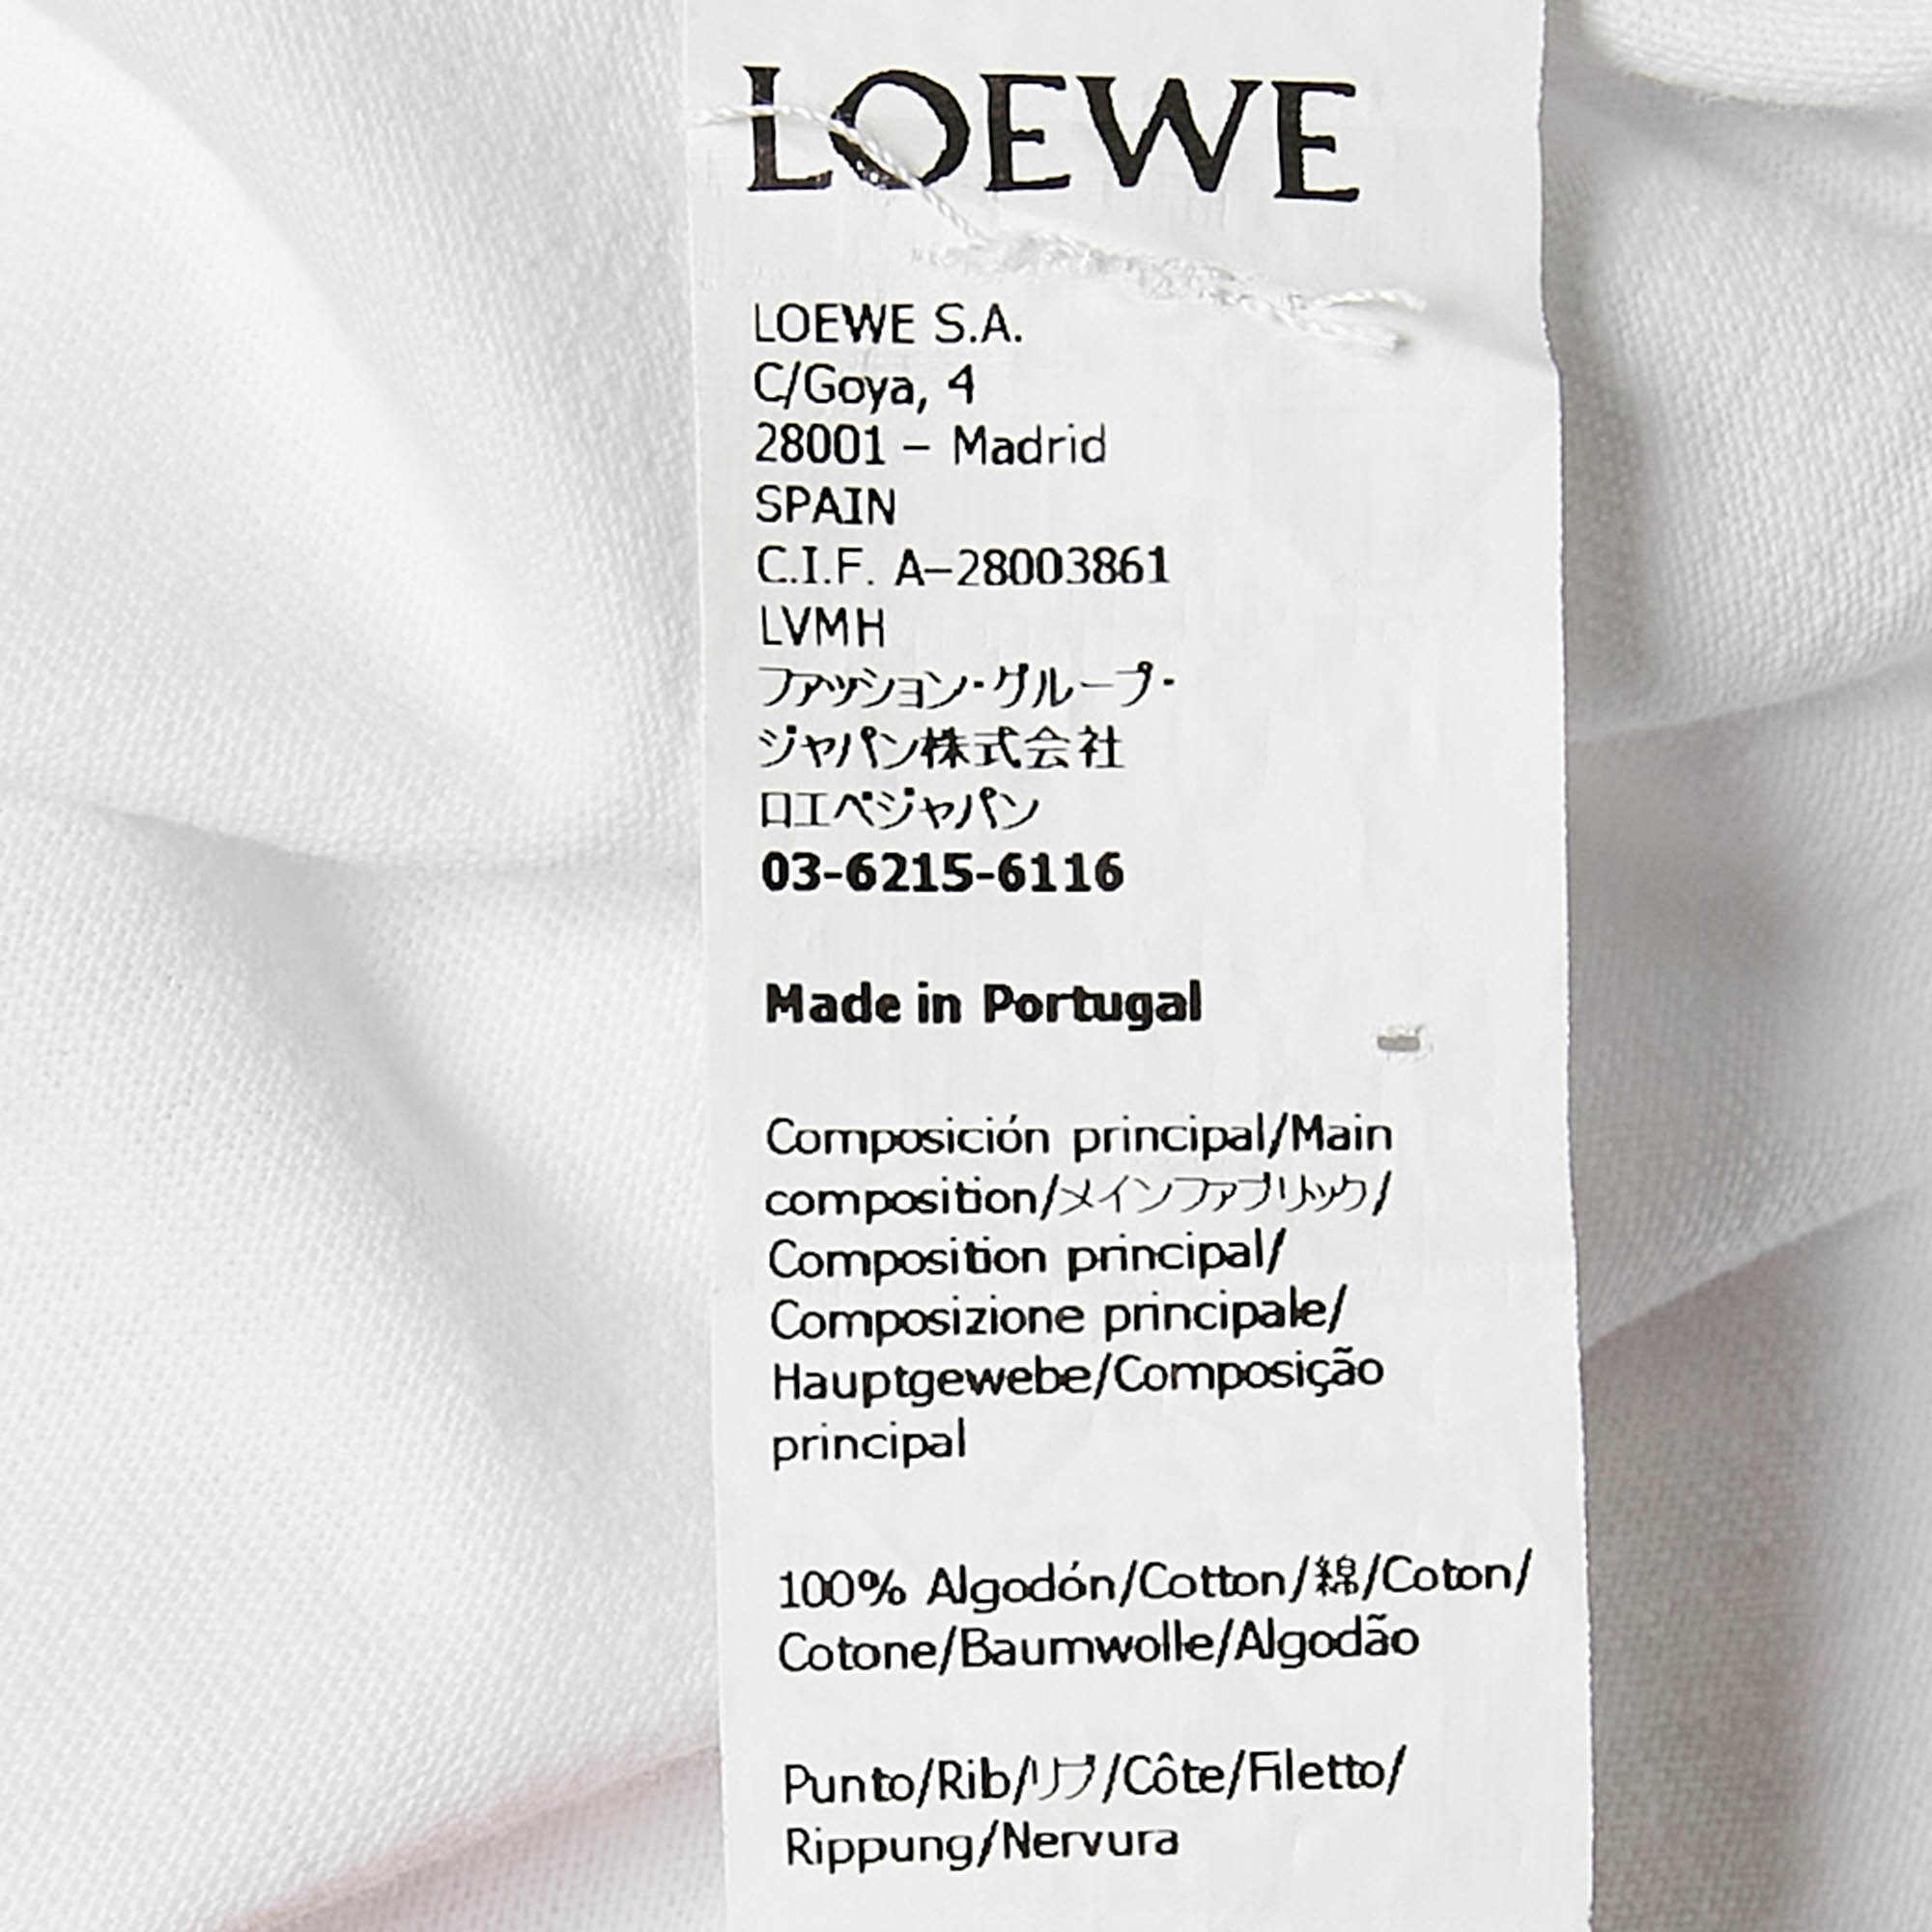 LOEWE
LOEWE S.A.
C/Goya, 4
28001 – Madrid
SPAIN
C.I.F. A–28003861
LVMH
ファッション・グループ・
ジャパン株式会社
ロエベジャパン
03-6215-6116
Made in Portugal
Composición principal/Main
composition/メインファブリック/
Composition principal/
Composizione principale/
Hauptgewebe/Composição
principal
100% Algodón/Cotton/綿/Coton/
Cotone/Baumwolle/Algodão
Punto/Rib/リブ/Côte/Filetto/
Rippung/Nervura